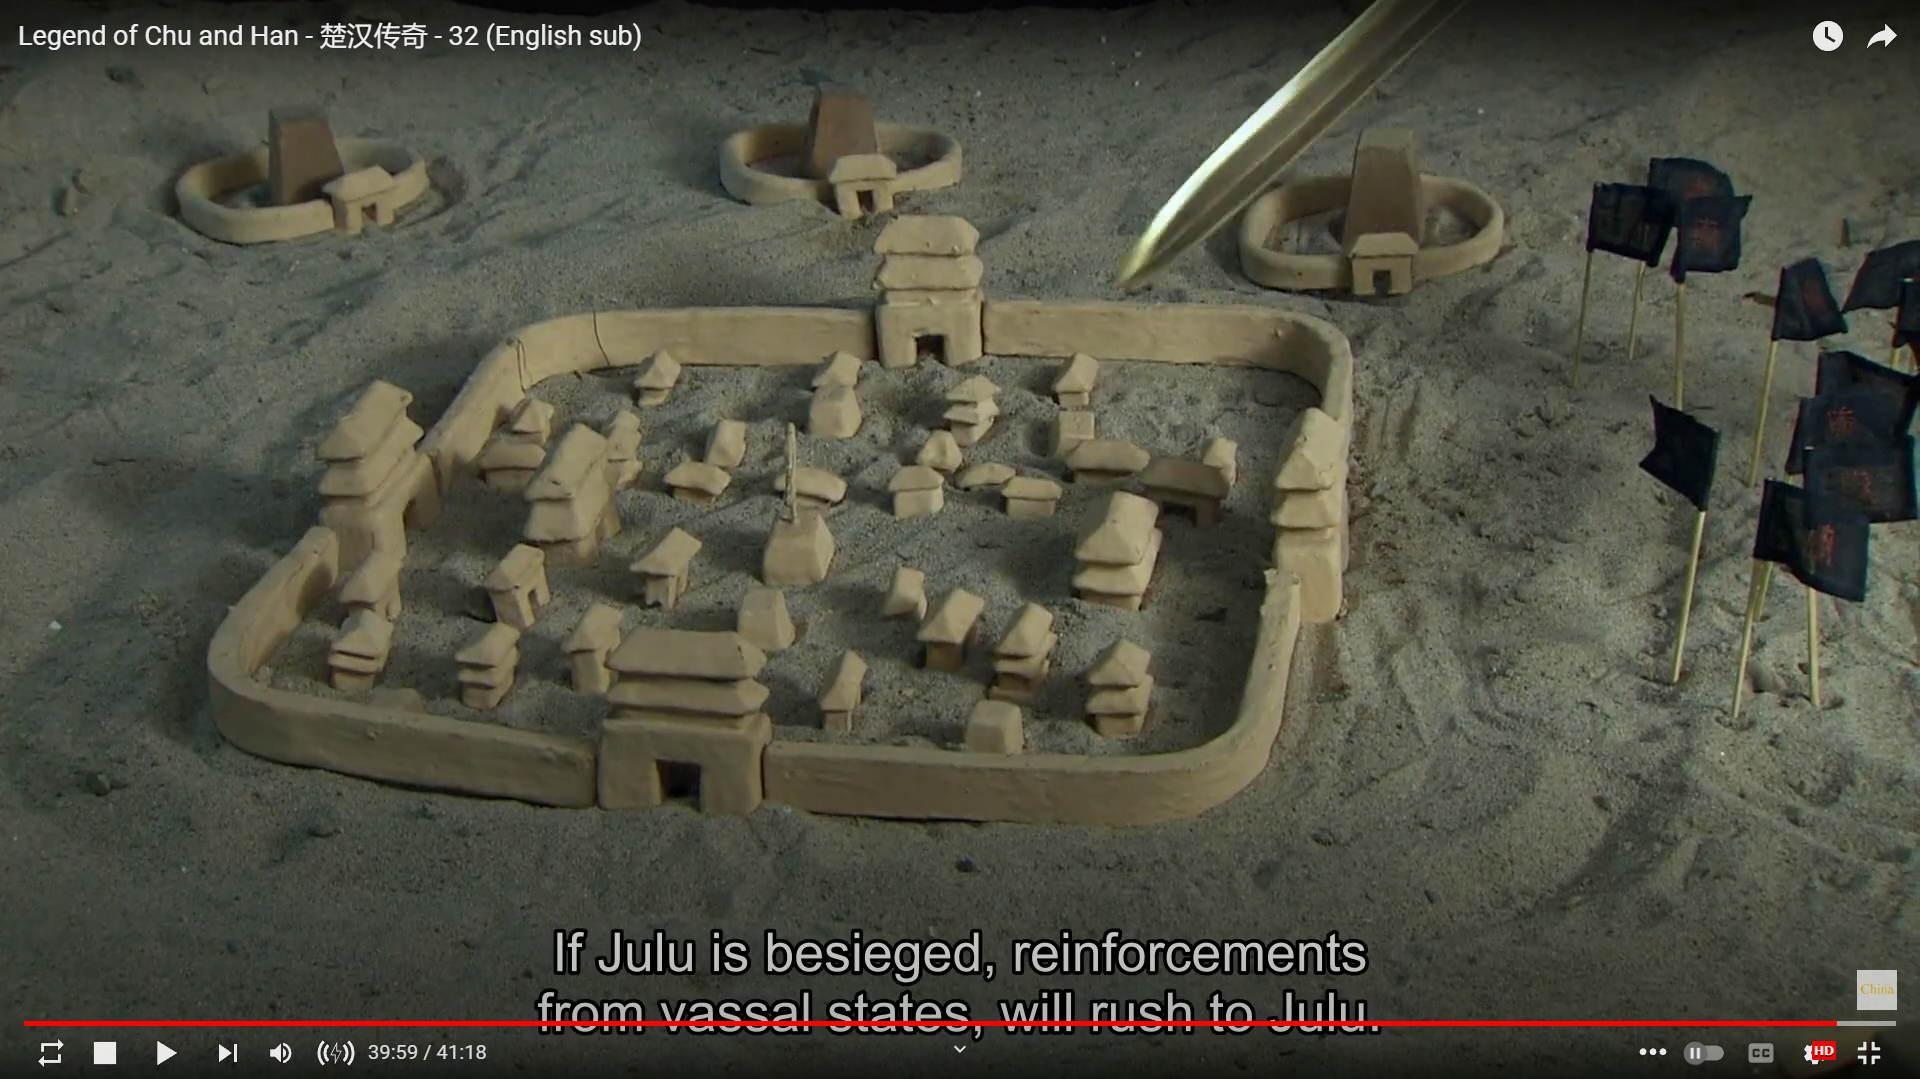 Legend of Chu and Han - 楚汉传奇 - 32 (English sub)
If Julu is besieged, reinforcements
from vassal states, will rush to Julu.
China
39:59 / 41:18
CC
HD